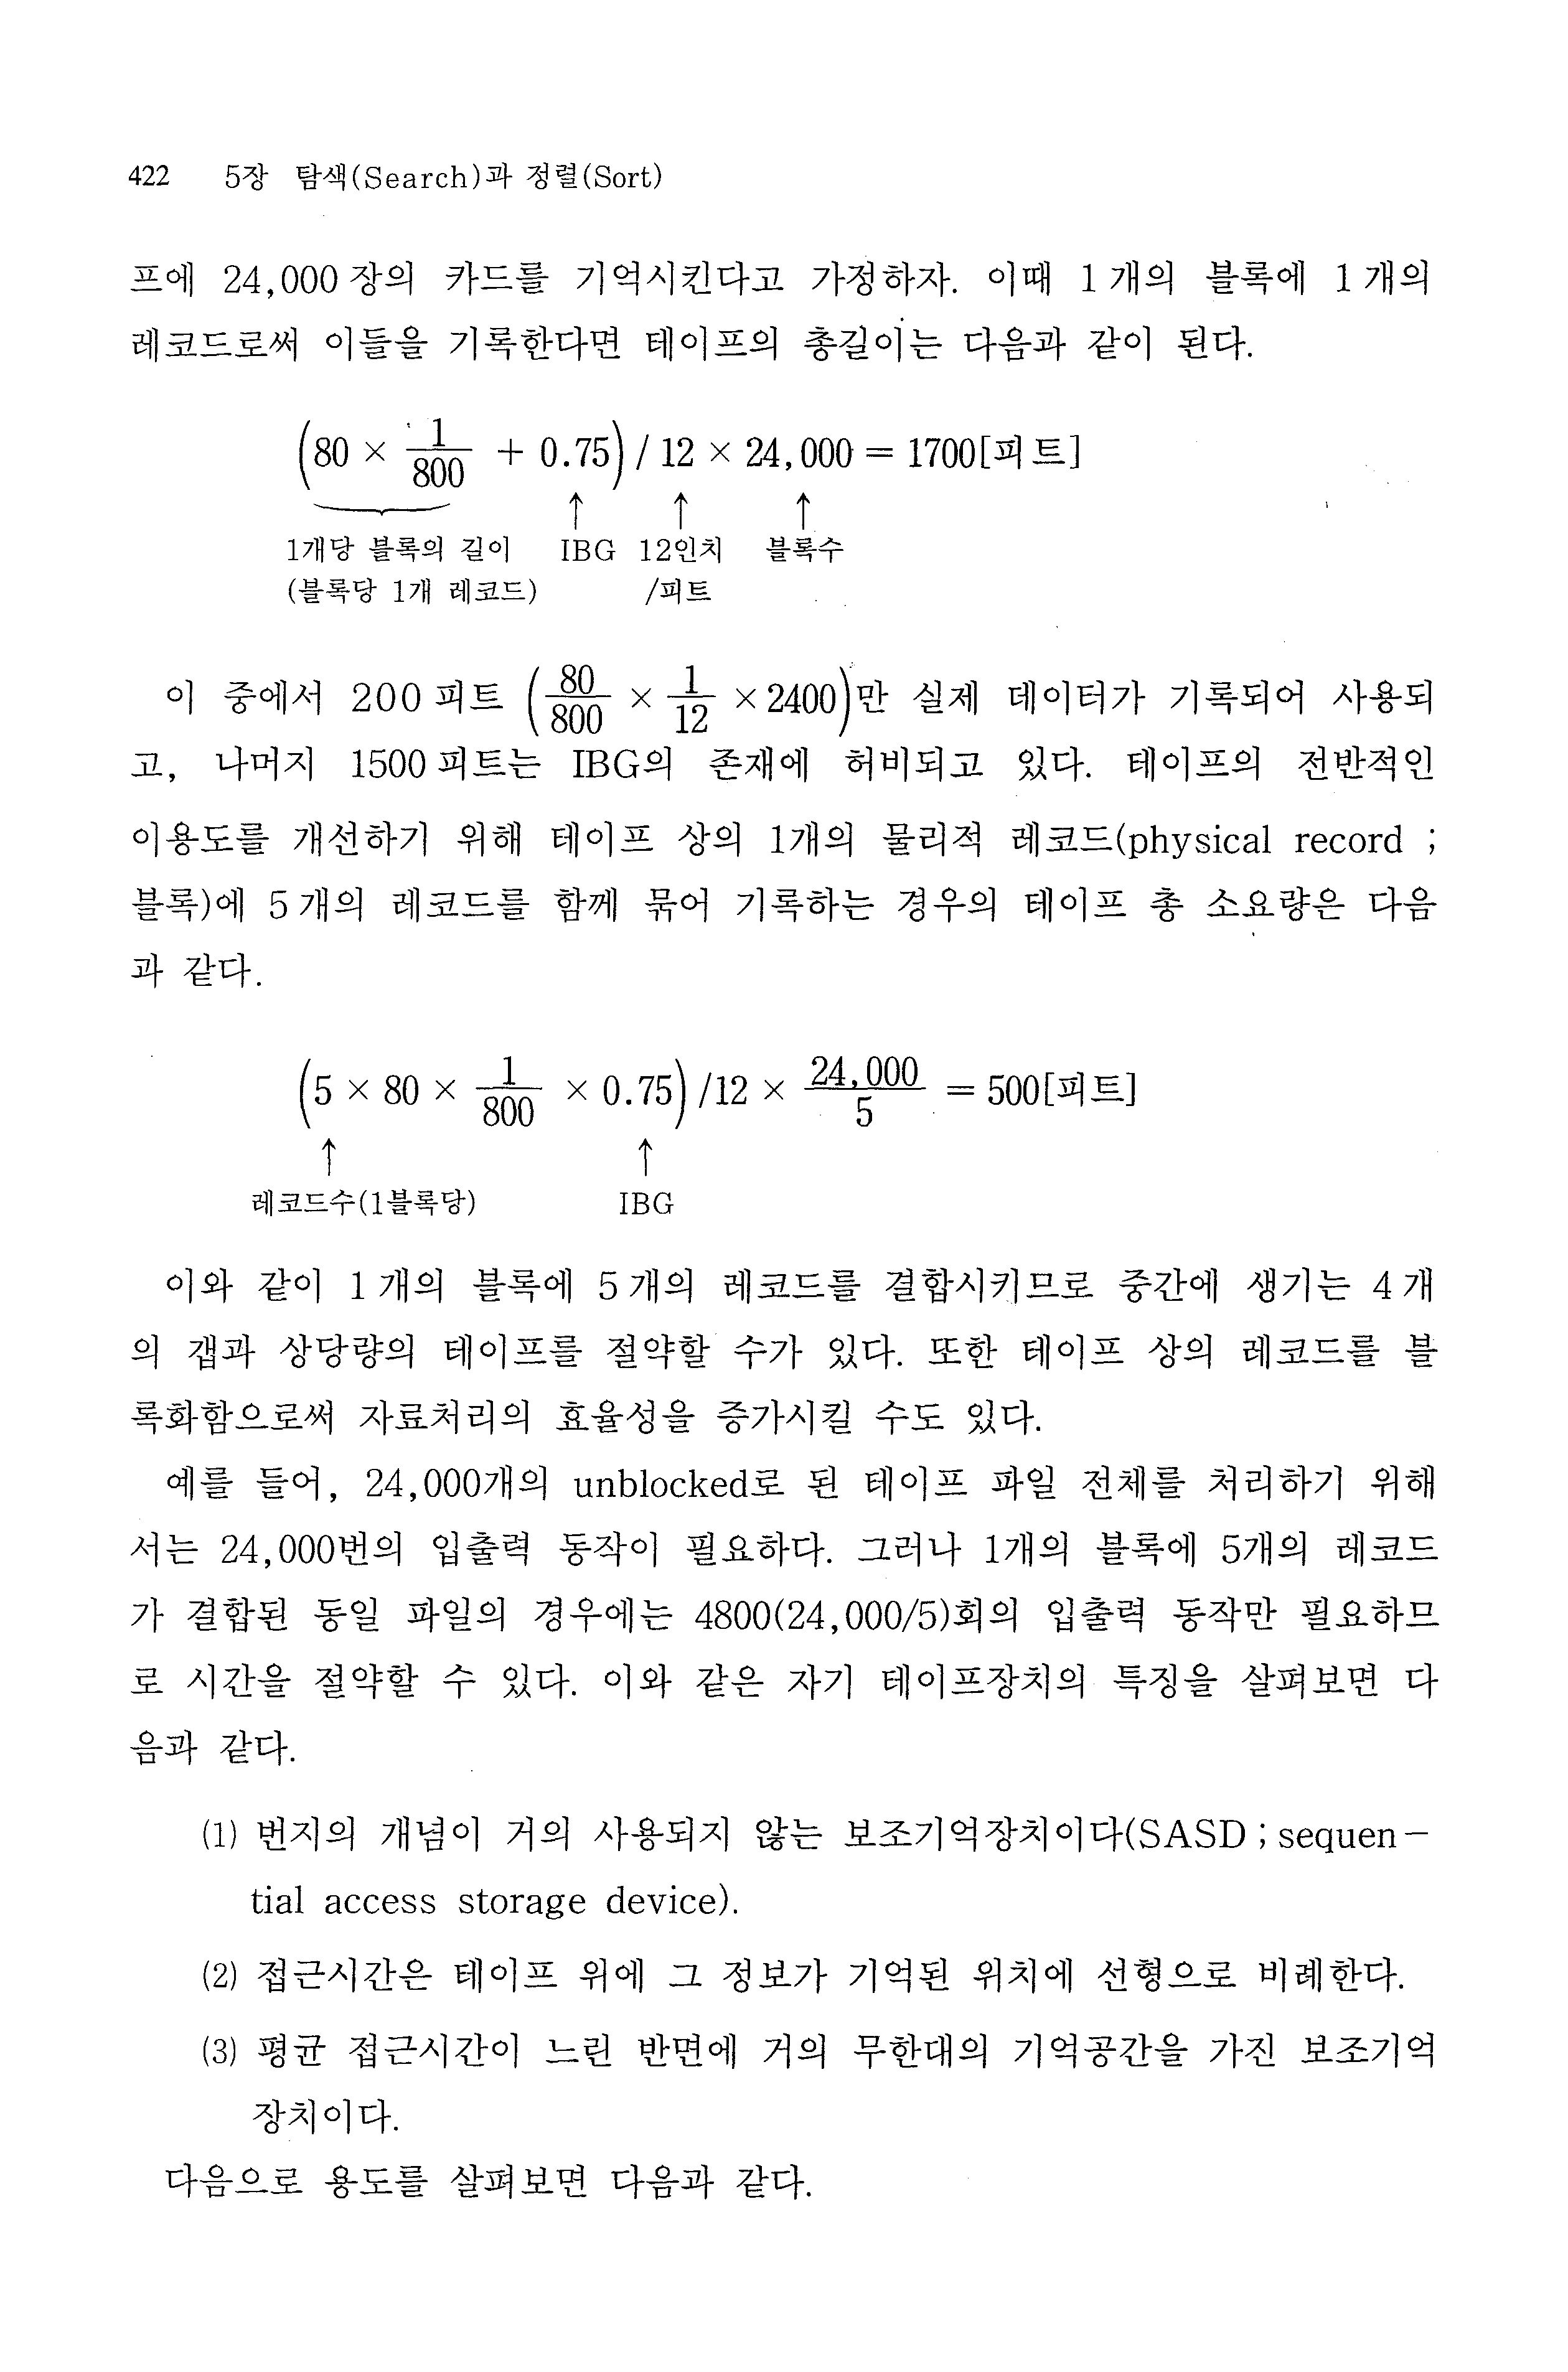 422 5장 탐색(Search)과 정렬(Sort)
프에 24,000장의 카드를 기억시킨다고 가정하자. 이때 1개의 블록에 1개의
레코드로써 이들을 기록한다면 테이프의 총길이는 다음과 같이 된다.
(80 × 1/800 + 0.75) / 12 × 24,000 = 1700[피트]
↑ ↑ ↑
1개당 블록의 길이 IBG 12인치 블록수
(블록당 1개 레코드) /피트
이 중에서 200피트 (80/800 × 1/12 × 2400)만 실제 데이터가 기록되어 사용되
고, 나머지 1500피트는 IBG의 존재에 허비되고 있다. 테이프의 전반적인
이용도를 개선하기 위해 테이프 상의 1개의 물리적 레코드(physical record ;
블록)에 5개의 레코드를 함께 묶어 기록하는 경우의 테이프 총 소요량은 다음
과 같다.
(5 × 80 × 1/800 × 0.75) /12 × 24,000/5 = 500[피트]
↑ ↑
레코드수(1블록당) IBG
이와 같이 1개의 블록에 5개의 레코드를 결합시키므로 중간에 생기는 4개
의 갭과 상당량의 테이프를 절약할 수가 있다. 또한 테이프 상의 레코드를 블
록화함으로써 자료처리의 효율성을 증가시킬 수도 있다.
예를 들어, 24,000개의 unblocked로 된 테이프 파일 전체를 처리하기 위해
서는 24,000번의 입출력 동작이 필요하다. 그러나 1개의 블록에 5개의 레코드
가 결합된 동일 파일의 경우에는 4800(24,000/5)회의 입출력 동작만 필요하므
로 시간을 절약할 수 있다. 이와 같은 자기 테이프장치의 특징을 살펴보면 다
음과 같다.
(1) 번지의 개념이 거의 사용되지 않는 보조기억장치이다(SASD ; sequen-
tial access storage device).
(2) 접근시간은 테이프 위에 그 정보가 기억된 위치에 선형으로 비례한다.
(3) 평균 접근시간이 느린 반면에 거의 무한대의 기억공간을 가진 보조기억
장치이다.
다음으로 용도를 살펴보면 다음과 같다.